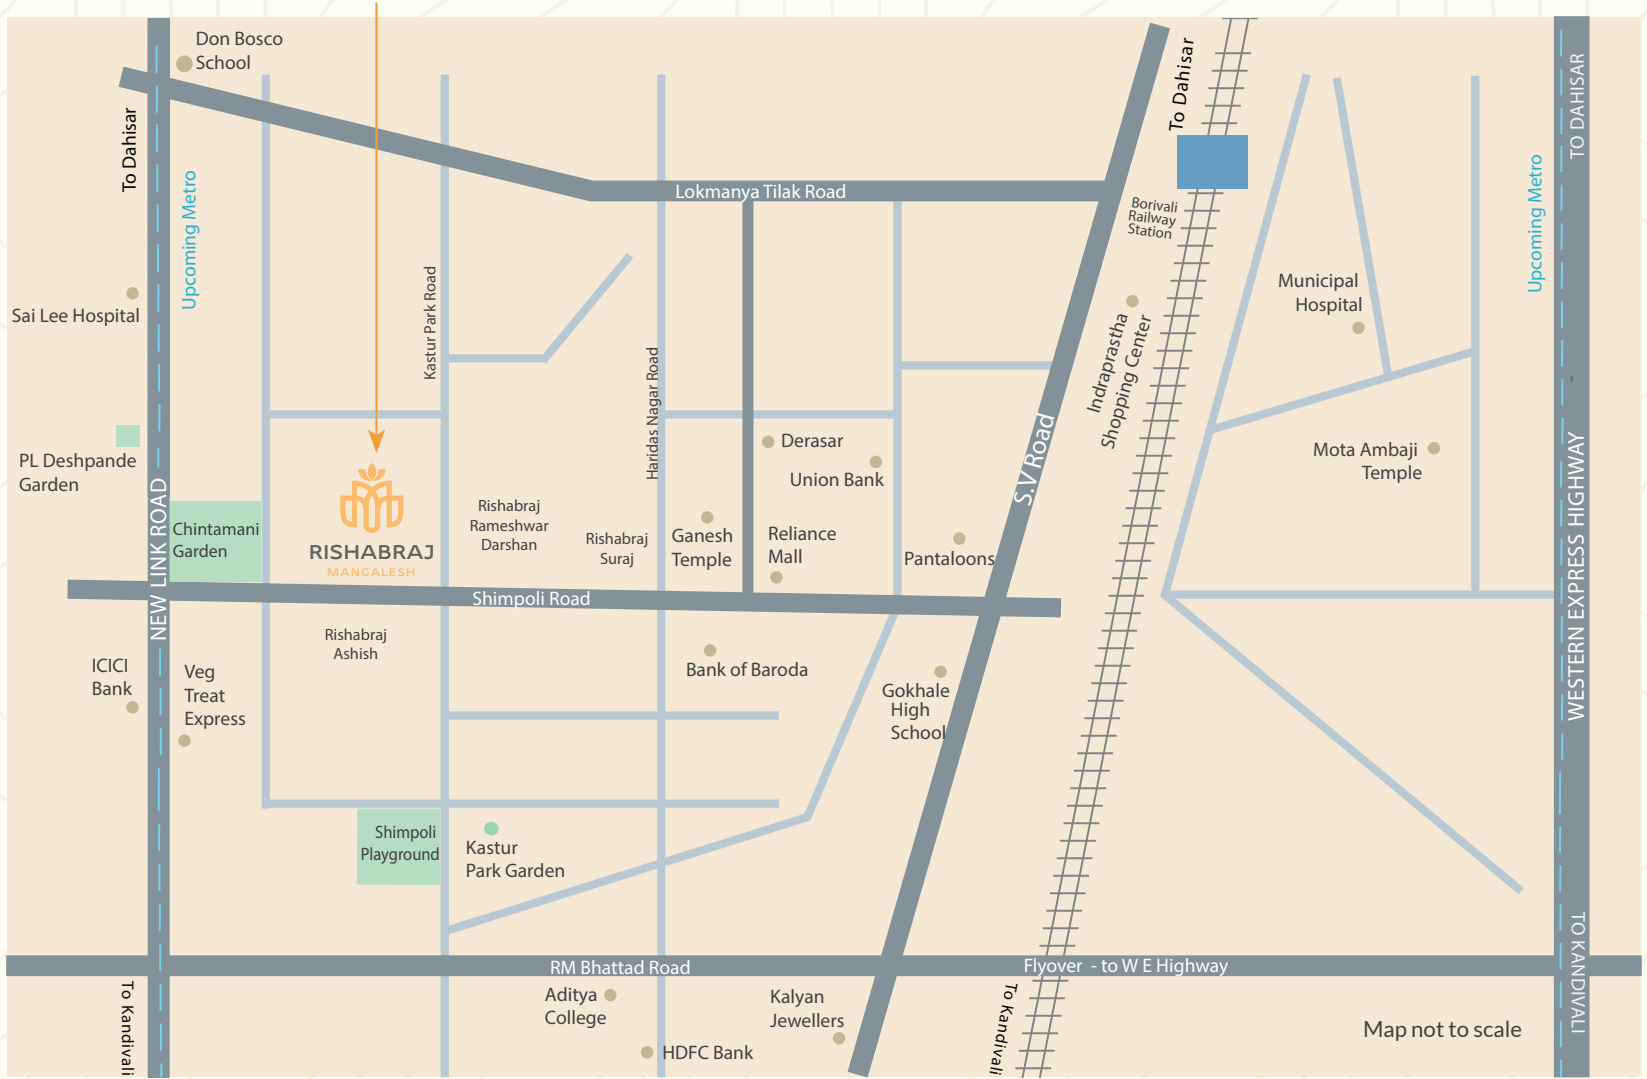 Don Bosco
School
To Dahisar
Upcoming Metro
Lokmanya Tilak Road
To Dahisar
Borivali
Railway
Station
TO DAHISAR
Upcoming Metro
Sai Lee Hospital
Kastur Park Road
Haridas Nagar Road
Municipal
Hospital
Indraprastha
Shopping Center
PL Deshpande
Garden
Derasar
Union Bank
S.V Road
Mota Ambaji
Temple
NEW LINK ROAD
Chintamani
Garden
RISHABRAJ
MANGALESH
Rishabraj
Rameshwar
Darshan
Rishabraj
Suraj
Ganesh
Temple
Reliance
Mall
Pantaloons
WESTERN EXPRESS HIGHWAY
Shimpoli Road
Rishabraj
Ashish
ICICI
Bank
Veg
Treat
Express
Bank of Baroda
Gokhale
High
School
Shimpoli
Playground
Kastur
Park Garden
RM Bhattad Road
Flyover - to W E Highway
TO KANDIVALI
To Kandivali
Aditya
College
HDFC Bank
Kalyan
Jewellers
To Kandivali
Map not to scale